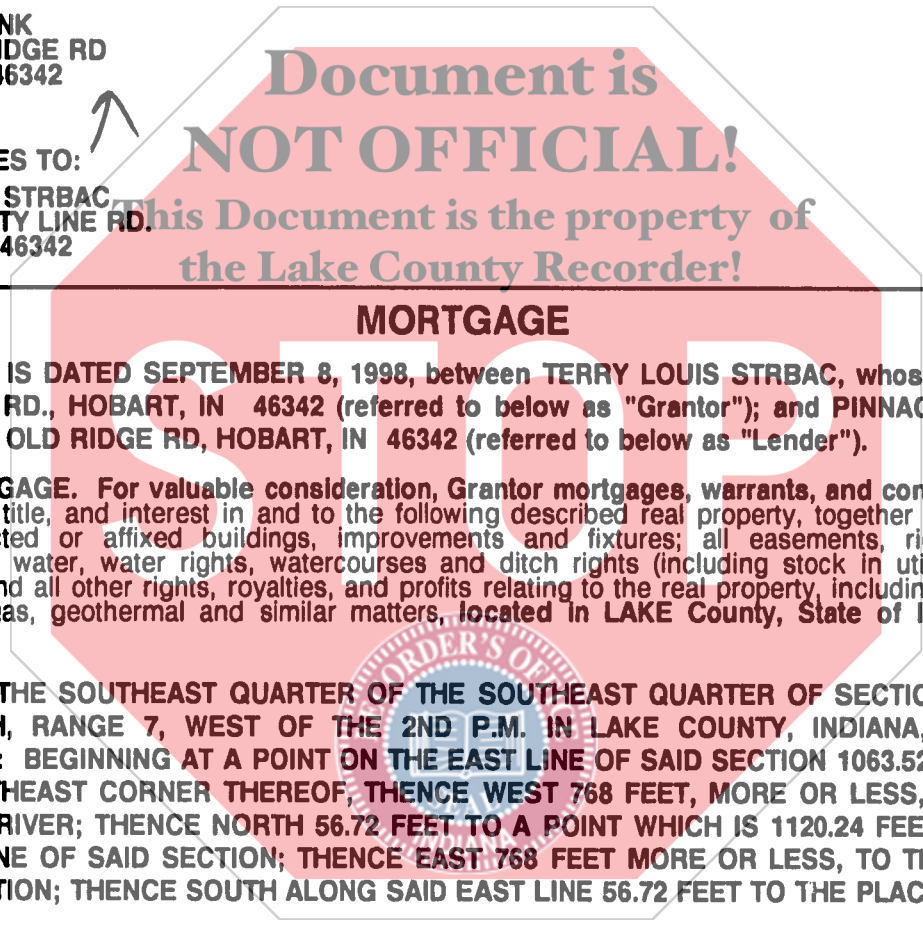 NK
IDGE RD
46342
Document is
NOT OFFICIAL!
ES TO:
STRBAC
TY LINE RD.
This Document is the property of
46342
the Lake County Recorder!
MORTGAGE
IS DATED SEPTEMBER 8, 1998, between TERRY LOUIS STRBAC, whos
RD., HOBART, IN 46342 (referred to below as "Grantor"); and PINNAC
OLD RIDGE RD, HOBART, IN 46342 (referred to below as "Lender").
STOP
GAGE. For valuable consideration, Grantor mortgages, warrants, and con
title, and interest in and to the following described real property, together
ted or affixed buildings, improvements and fixtures; all easements, ri
water, water rights, watercourses and ditch rights (including stock in uti
nd all other rights, royalties, and profits relating to the real property, includin
as, geothermal and similar matters, located in LAKE County, State of I
THE SOUTHEAST QUARTER OF THE SOUTHEAST QUARTER OF SECTIO
H, RANGE 7, WEST OF THE 2ND P.M. IN LAKE COUNTY, INDIANA,
: BEGINNING AT A POINT ON THE EAST LINE OF SAID SECTION 1063.52
HEAST CORNER THEREOF, THENCE WEST 768 FEET, MORE OR LESS,
RIVER; THENCE NORTH 56.72 FEET TO A POINT WHICH IS 1120.24 FEE
NE OF SAID SECTION; THENCE EAST 768 FEET MORE OR LESS, TO T
TION; THENCE SOUTH ALONG SAID EAST LINE 56.72 FEET TO THE PLAC